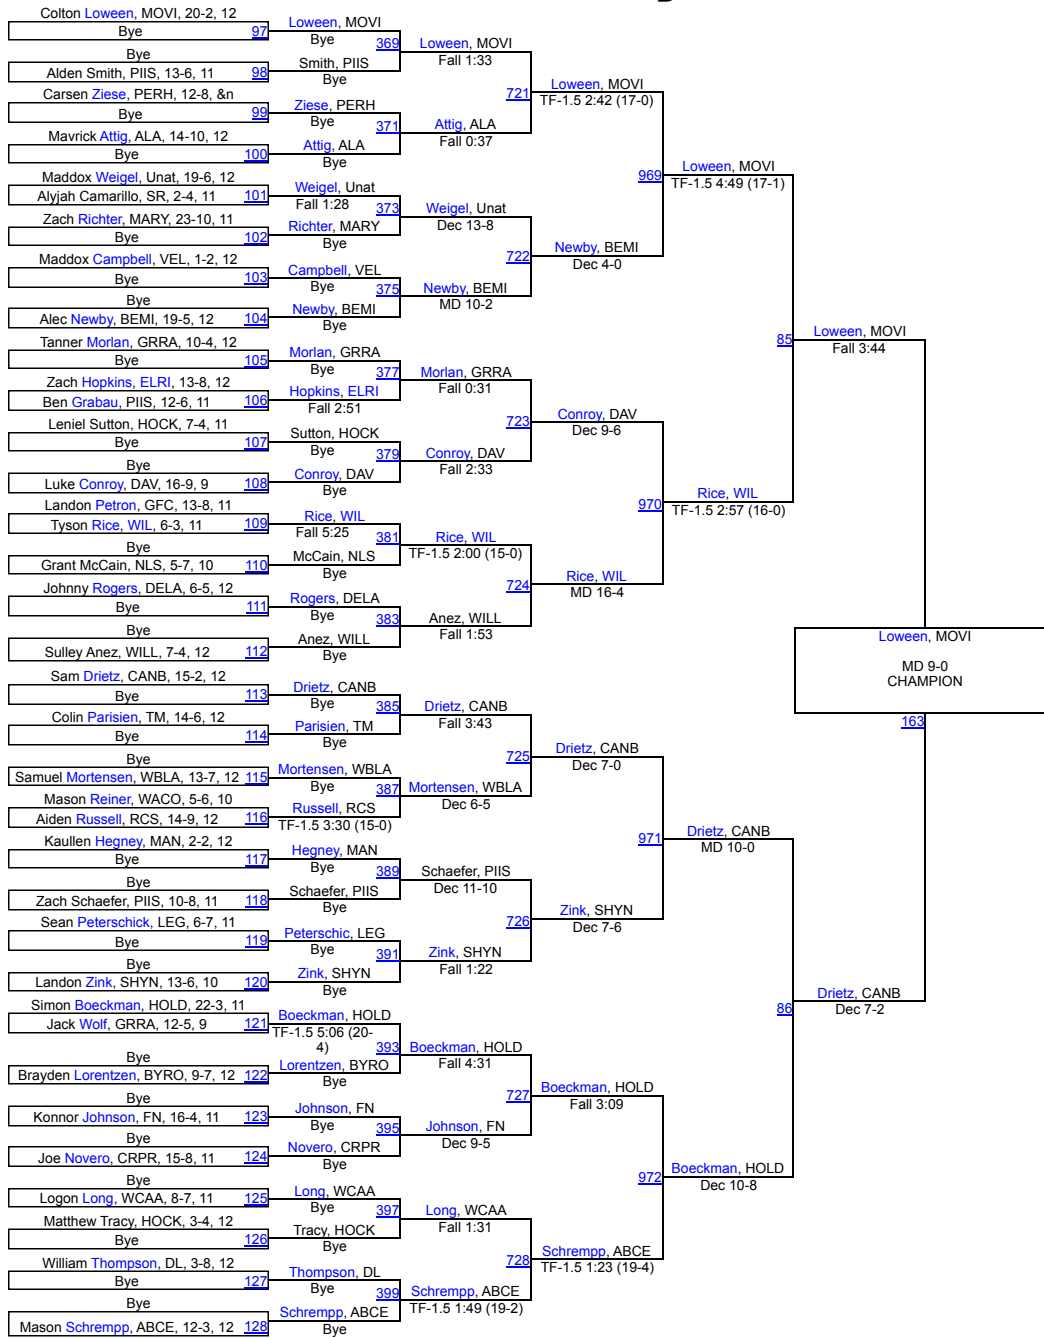 Colton Loween, MOVI, 20-2, 12
Bye 97
Bye
Alden Smith, PIIS, 13-6, 11 98
Carsen Ziese, PERH, 12-8, &n
Bye 99
Mavrick Attig, ALA, 14-10, 12
Bye 100
Maddox Weigel, Unat, 19-6, 12
Alyjah Camarillo, SR, 2-4, 11 101
Zach Richter, MARY, 23-10, 11
Bye 102
Maddox Campbell, VEL, 1-2, 12
Bye 103
Bye
Alec Newby, BEMI, 19-5, 12 104
Tanner Morlan, GRRA, 10-4, 12
Bye 105
Zach Hopkins, ELRI, 13-8, 12
Ben Grabau, PIIS, 12-6, 11 106
Leniel Sutton, HOCK, 7-4, 11
Bye 107
Bye
Luke Conroy, DAV, 16-9, 9 108
Landon Petron, GFC, 13-8, 11
Tyson Rice, WIL, 6-3, 11 109
Bye
Grant McCain, NLS, 5-7, 10 110
Johnny Rogers, DELA, 6-5, 12
Bye 111
Bye
Sulley Anez, WILL, 7-4, 12 112
Sam Drietz, CANB, 15-2, 12
Bye 113
Colin Parisien, TM, 14-6, 12
Bye 114
Bye
Samuel Mortensen, WBLA, 13-7, 12 115
Mason Reiner, WACO, 5-6, 10
Aiden Russell, RCS, 14-9, 12 116
Kaullen Hegney, MAN, 2-2, 12
Bye 117
Bye
Zach Schaefer, PIIS, 10-8, 11 118
Sean Peterschick, LEG, 6-7, 11
Bye 119
Bye
Landon Zink, SHYN, 13-6, 10 120
Simon Boeckman, HOLD, 22-3, 11
Jack Wolf, GRRA, 12-5, 9 121
Bye
Brayden Lorentzen, BYRO, 9-7, 12 122
Bye
Konnor Johnson, FN, 16-4, 11 123
Bye
Joe Novero, CRPR, 15-8, 11 124
Bye
Logon Long, WCAA, 8-7, 11 125
Matthew Tracy, HOCK, 3-4, 12
Bye 126
William Thompson, DL, 3-8, 12
Bye 127
Bye
Mason Schrempp, ABCE, 12-3, 12 128
Loween, MOVI
Bye 369
Smith, PIIS
Bye
Ziese, PERH
Bye 371
Attig, ALA
Bye
Weigel, Unat
Fall 1:28 373
Richter, MARY
Bye
Campbell, VEL
Bye 375
Newby, BEMI
Bye
Morlan, GRRA
Bye 377
Hopkins, ELRI
Fall 2:51
Sutton, HOCK
Bye 379
Conroy, DAV
Bye
Rice, WIL
Fall 5:25 381
McCain, NLS
Bye
Rogers, DELA
Bye 383
Anez, WILL
Bye
Drietz, CANB
Bye 385
Parisien, TM
Bye
Mortensen, WBLA
Bye 387
Russell, RCS
TF-1.5 3:30 (15-0)
Hegney, MAN
Bye 389
Schaefer, PIIS
Bye
Peterschic, LEG
Bye 391
Zink, SHYN
Bye
Boeckman, HOLD
TF-1.5 5:06 (20-
4) 393
Lorentzen, BYRO
Bye
Johnson, FN
Bye 395
Novero, CRPR
Bye
Long, WCAA
Bye 397
Tracy, HOCK
Bye
Thompson, DL
Bye 399
Schrempp, ABCE
Bye
Loween, MOVI
Fall 1:33
721
Attig, ALA
Fall 0:37
Weigel, Unat
Dec 13-8
722
Newby, BEMI
MD 10-2
Morlan, GRRA
Fall 0:31
723
Conroy, DAV
Fall 2:33
Rice, WIL
TF-1.5 2:00 (15-0)
724
Anez, WILL
Fall 1:53
Drietz, CANB
Fall 3:43
725
Mortensen, WBLA
Dec 6-5
Schaefer, PIIS
Dec 11-10
726
Zink, SHYN
Fall 1:22
Boeckman, HOLD
Fall 4:31
727
Johnson, FN
Dec 9-5
Long, WCAA
Fall 1:31
728
Schrempp, ABCE
TF-1.5 1:49 (19-2)
Loween, MOVI
TF-1.5 2:42 (17-0)
969
Newby, BEMI
Dec 4-0
Conroy, DAV
Dec 9-6
970
Rice, WIL
MD 16-4
Drietz, CANB
Dec 7-0
971
Zink, SHYN
Dec 7-6
Boeckman, HOLD
Fall 3:09
972
Schrempp, ABCE
TF-1.5 1:23 (19-4)
Loween, MOVI
TF-1.5 4:49 (17-1)
85
Rice, WIL
TF-1.5 2:57 (16-0)
Drietz, CANB
MD 10-0
86
Boeckman, HOLD
Dec 10-8
Loween, MOVI
Fall 3:44
Drietz, CANB
Dec 7-2
Loween, MOVI
MD 9-0
CHAMPION
163